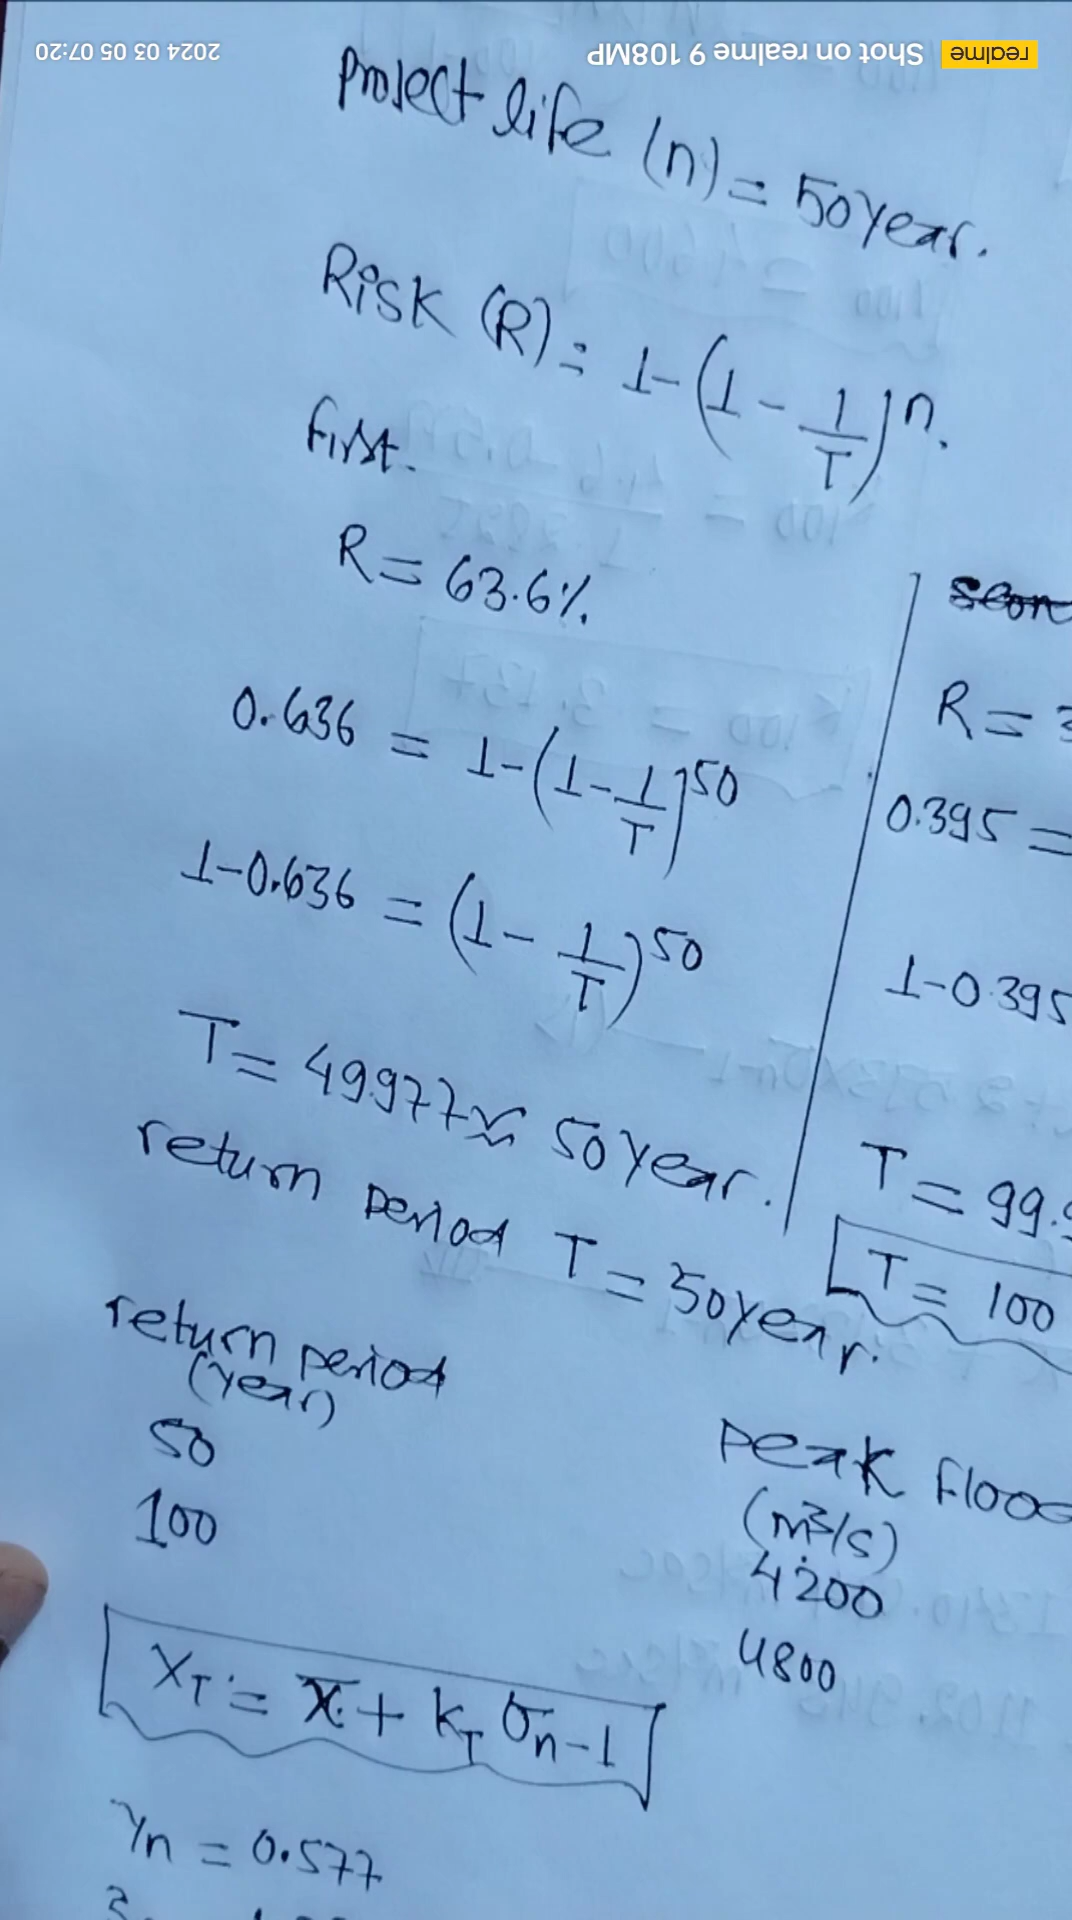 realme Shot on realme 9 108MP
2024 03 05 07:20
Project life (n) = 50 year.
Risk (R) = 1-(1-1/T)^n.
first.
R = 63.6%
0.636 = 1-(1-1/T)^50
1-0.636 = (1-1/T)^50
T = 49.977 ≈ 50 year.
return period T = 50 year.
R = 3
0.395 =
1-0.395
T = 99.9
T = 100
return period
(year)
50
100
peak flood
(m³/s)
4200
4800
X_T = x̄ + K_T σ_n-1
Yn = 0.577